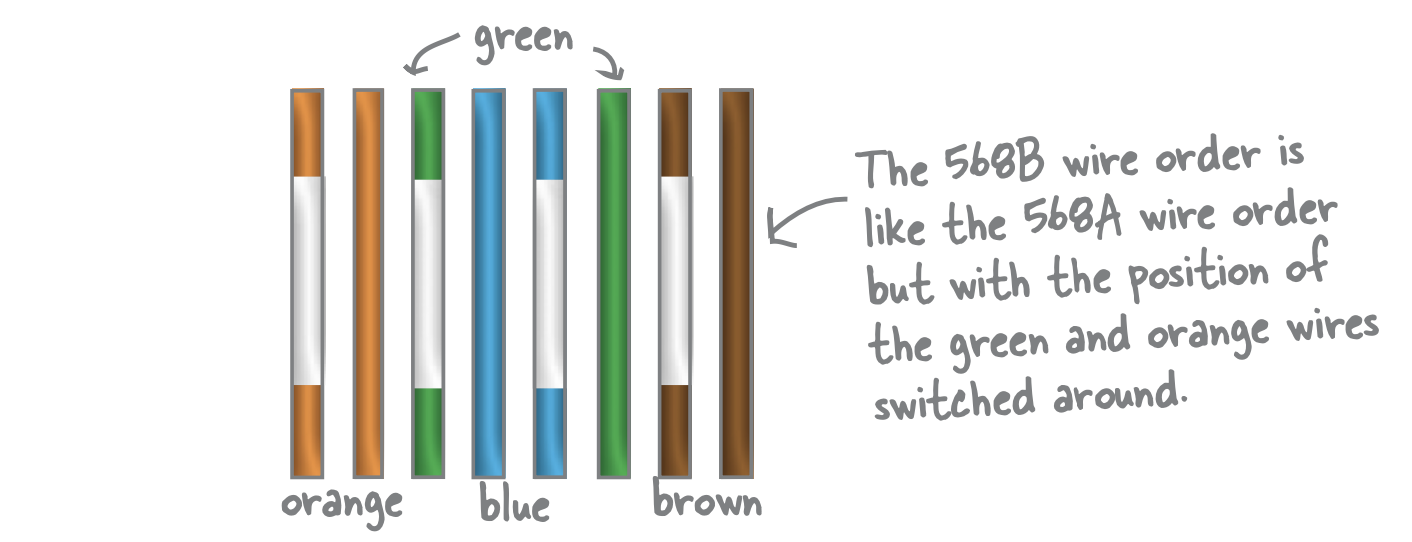 green
The 568B wire order is
like the 568A wire order
but with the position of
the green and orange wires
switched around.
orange
blue
brown